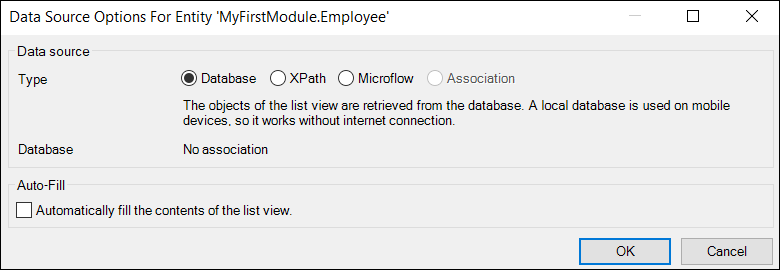 Data Source Options For Entity 'MyFirstModule.Employee'
Data source
Type Database XPath Microflow Association
The objects of the list view are retrieved from the database. A local database is used on mobile
devices, so it works without internet connection.
Database No association
Auto-Fill
Automatically fill the contents of the list view.
OK Cancel